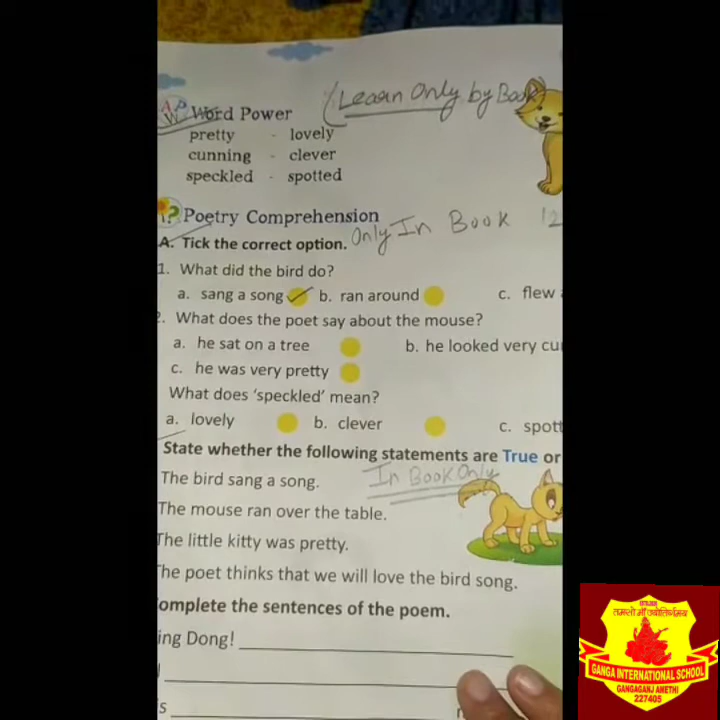 Word Power (Learn Only by Book
pretty - lovely
cunning - clever
speckled - spotted
Poetry Comprehension
Only In Book 12
A. Tick the correct option.
1. What did the bird do?
a. sang a song b. ran around c. flew
2. What does the poet say about the mouse?
a. he sat on a tree b. he looked very cu
c. he was very pretty
What does ‘speckled’ mean?
a. lovely b. clever c. spott
State whether the following statements are True or
In Book Only
The bird sang a song.
The mouse ran over the table.
The little kitty was pretty.
The poet thinks that we will love the bird song.
omplete the sentences of the poem.
ing Dong!
s
तमसो मां ज्योतिर्गमय
GANGA INTERNATIONAL SCHOOL
GANGAGANJ AMETHI
227405